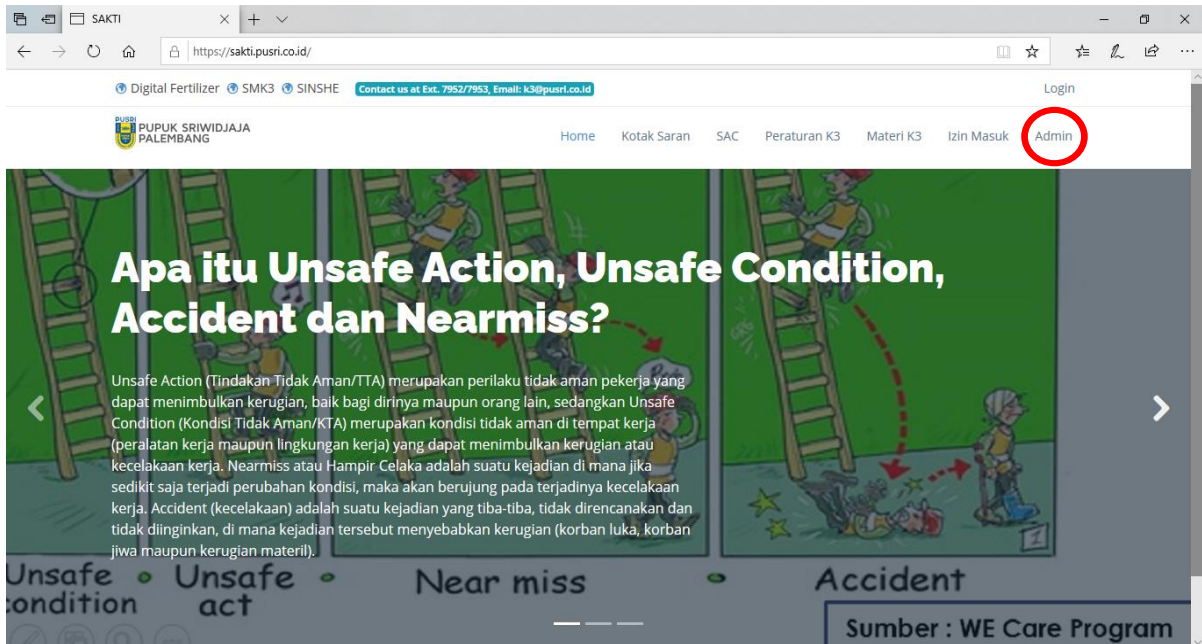 SAKTI
https://sakti.pusri.co.id/
Digital Fertilizer SMK3 SINSHE Contact us at Ext. 7952/7953, Email: k3@pusri.co.id Login
PUSRI
PUPUK SRIWIDJAJA
PALEMBANG
Home Kotak Saran SAC Peraturan K3 Materi K3 Izin Masuk Admin
Apa itu Unsafe Action, Unsafe Condition,
Accident dan Nearmiss?
Unsafe Action (Tindakan Tidak Aman/TTA) merupakan perilaku tidak aman pekerja yang
dapat menimbulkan kerugian, baik bagi dirinya maupun orang lain, sedangkan Unsafe
Condition (Kondisi Tidak Aman/KTA) merupakan kondisi tidak aman di tempat kerja
(peralatan kerja maupun lingkungan kerja) yang dapat menimbulkan kerugian atau
kecelakaan kerja. Nearmiss atau Hampir Celaka adalah suatu kejadian di mana jika
sedikit saja terjadi perubahan kondisi, maka akan berujung pada terjadinya kecelakaan
kerja. Accident (kecelakaan) adalah suatu kejadian yang tiba-tiba, tidak direncanakan dan
tidak diinginkan, di mana kejadian tersebut menyebabkan kerugian (korban luka, korban
jiwa maupun kerugian materil).
1
Unsafe condition
Unsafe act
Near miss
Accident
Sumber : WE Care Program